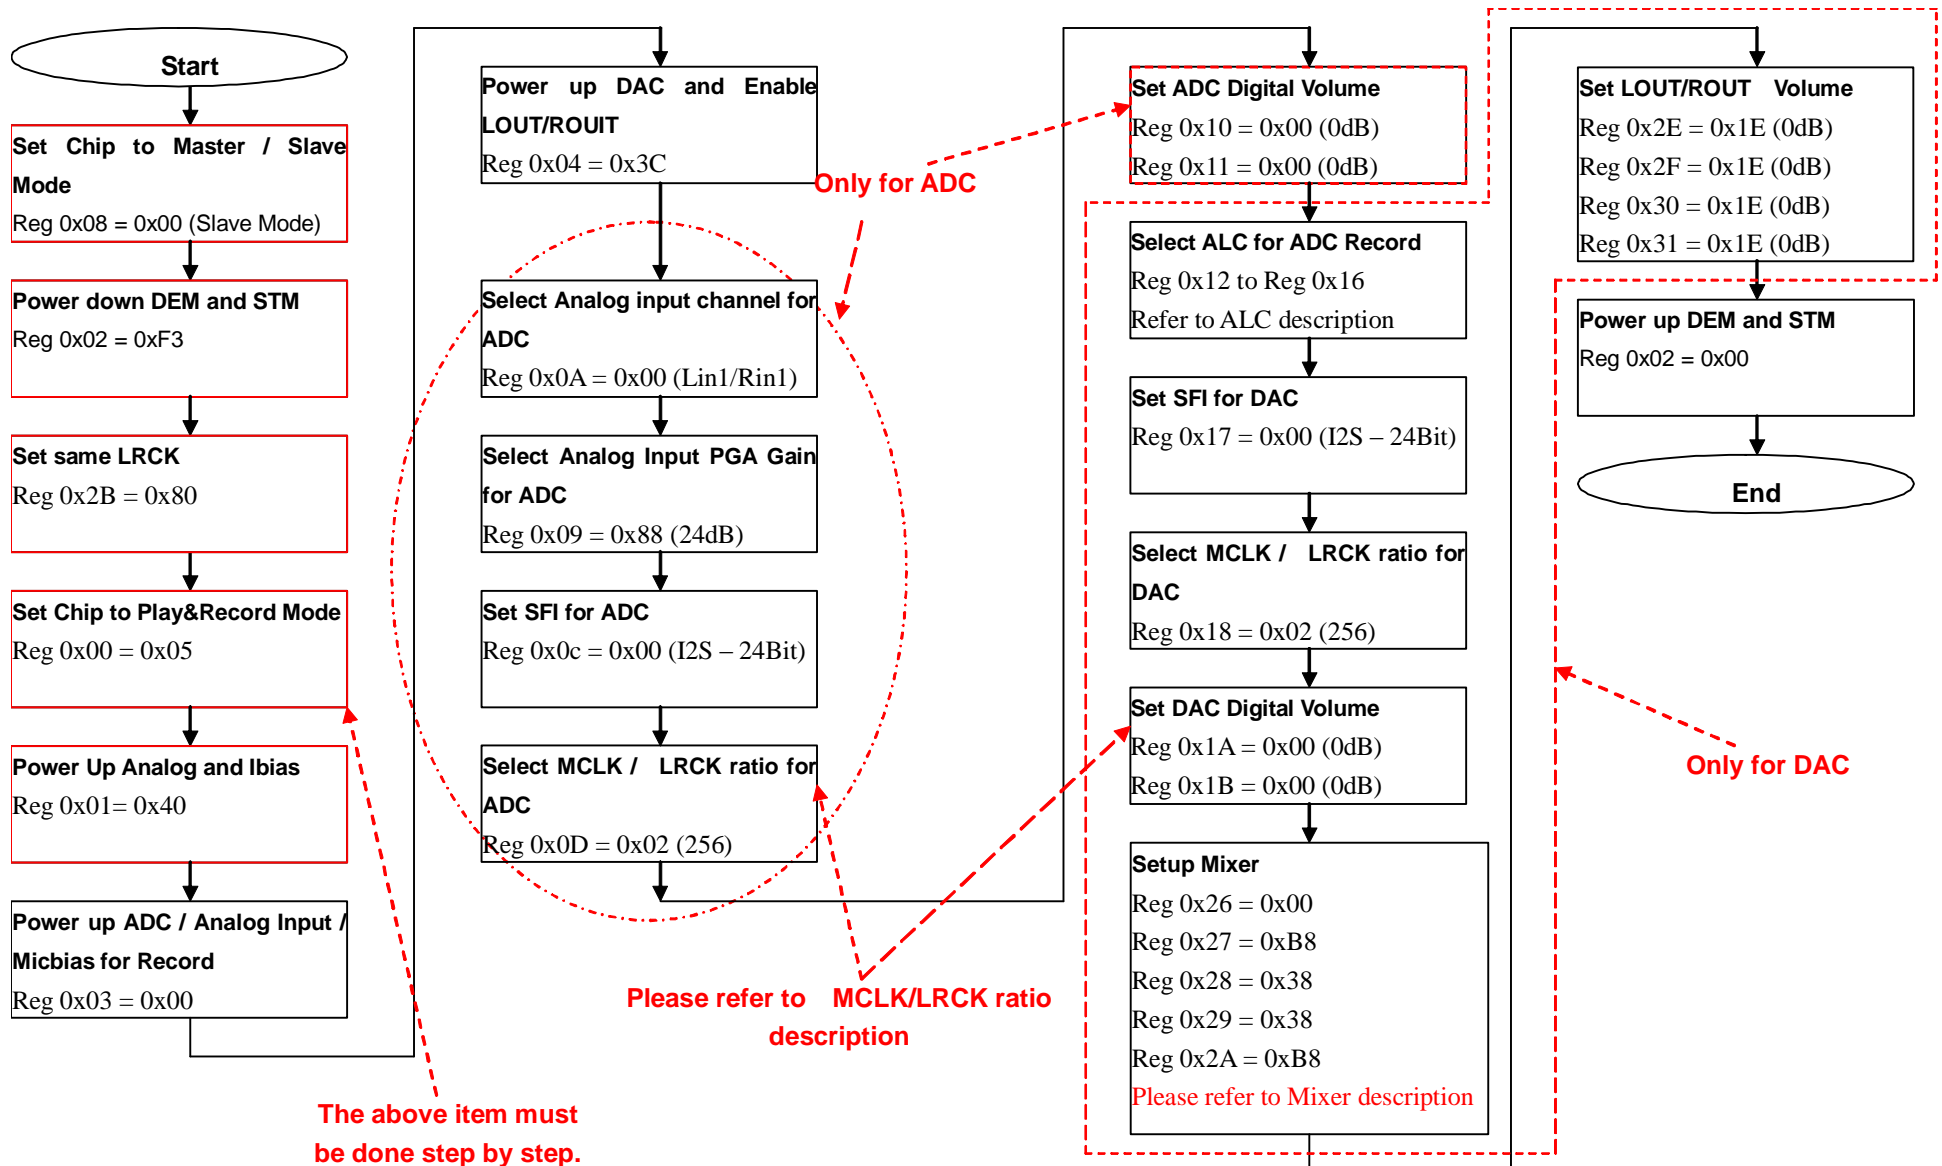 Start
Set Chip to Master / Slave
Mode
Reg 0x08 = 0x00 (Slave Mode)
Power down DEM and STM
Reg 0x02 = 0xF3
Set same LRCK
Reg 0x2B = 0x80
Set Chip to Play&Record Mode
Reg 0x00 = 0x05
Power Up Analog and Ibias
Reg 0x01= 0x40
Power up ADC / Analog Input /
Micbias for Record
Reg 0x03 = 0x00
The above item must
be done step by step.
Power up DAC and Enable
LOUT/ROUIT
Reg 0x04 = 0x3C
Only for ADC
Select Analog input channel for
ADC
Reg 0x0A = 0x00 (Lin1/Rin1)
Select Analog Input PGA Gain
for ADC
Reg 0x09 = 0x88 (24dB)
Set SFI for ADC
Reg 0x0c = 0x00 (I2S – 24Bit)
Select MCLK / LRCK ratio for
ADC
Reg 0x0D = 0x02 (256)
Please refer to MCLK/LRCK ratio
description
Set ADC Digital Volume
Reg 0x10 = 0x00 (0dB)
Reg 0x11 = 0x00 (0dB)
Select ALC for ADC Record
Reg 0x12 to Reg 0x16
Refer to ALC description
Set SFI for DAC
Reg 0x17 = 0x00 (I2S – 24Bit)
Select MCLK / LRCK ratio for
DAC
Reg 0x18 = 0x02 (256)
Set DAC Digital Volume
Reg 0x1A = 0x00 (0dB)
Reg 0x1B = 0x00 (0dB)
Setup Mixer
Reg 0x26 = 0x00
Reg 0x27 = 0xB8
Reg 0x28 = 0x38
Reg 0x29 = 0x38
Reg 0x2A = 0xB8
Please refer to Mixer description
Set LOUT/ROUT Volume
Reg 0x2E = 0x1E (0dB)
Reg 0x2F = 0x1E (0dB)
Reg 0x30 = 0x1E (0dB)
Reg 0x31 = 0x1E (0dB)
Power up DEM and STM
Reg 0x02 = 0x00
End
Only for DAC